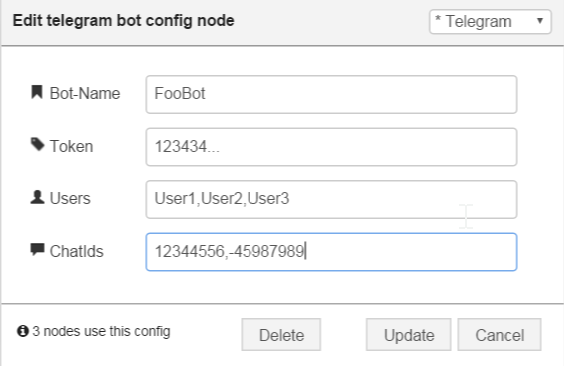 Edit telegram bot config node
* Telegram
Bot-Name
FooBot
Token
123434...
Users
User1,User2,User3
ChatIds
12344556,-45987989
3 nodes use this config
Delete
Update
Cancel